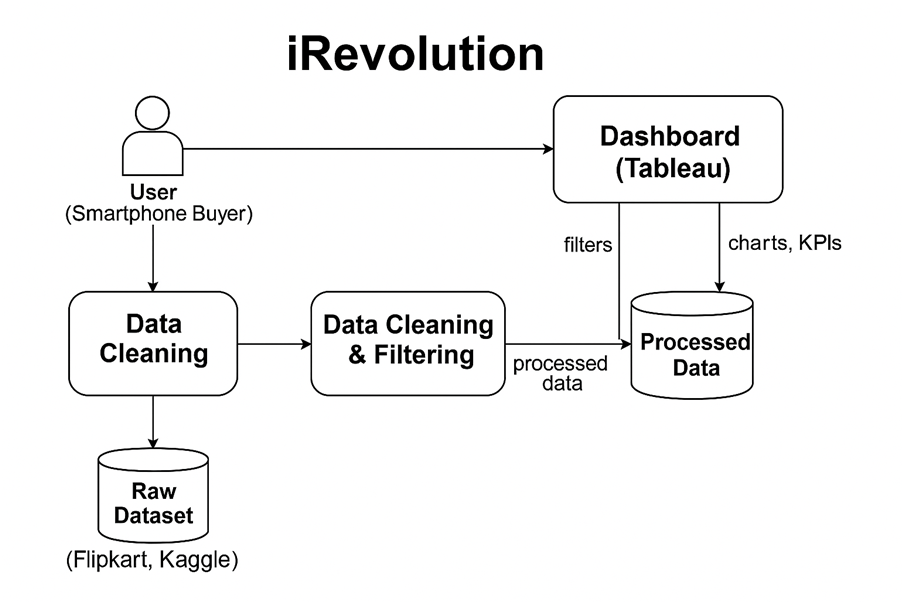 iRevolution
User
(Smartphone Buyer)
Dashboard
(Tableau)
filters
charts, KPIs
Data
Cleaning
Data Cleaning
& Filtering
processed
data
Processed
Data
Raw
Dataset
(Flipkart, Kaggle)